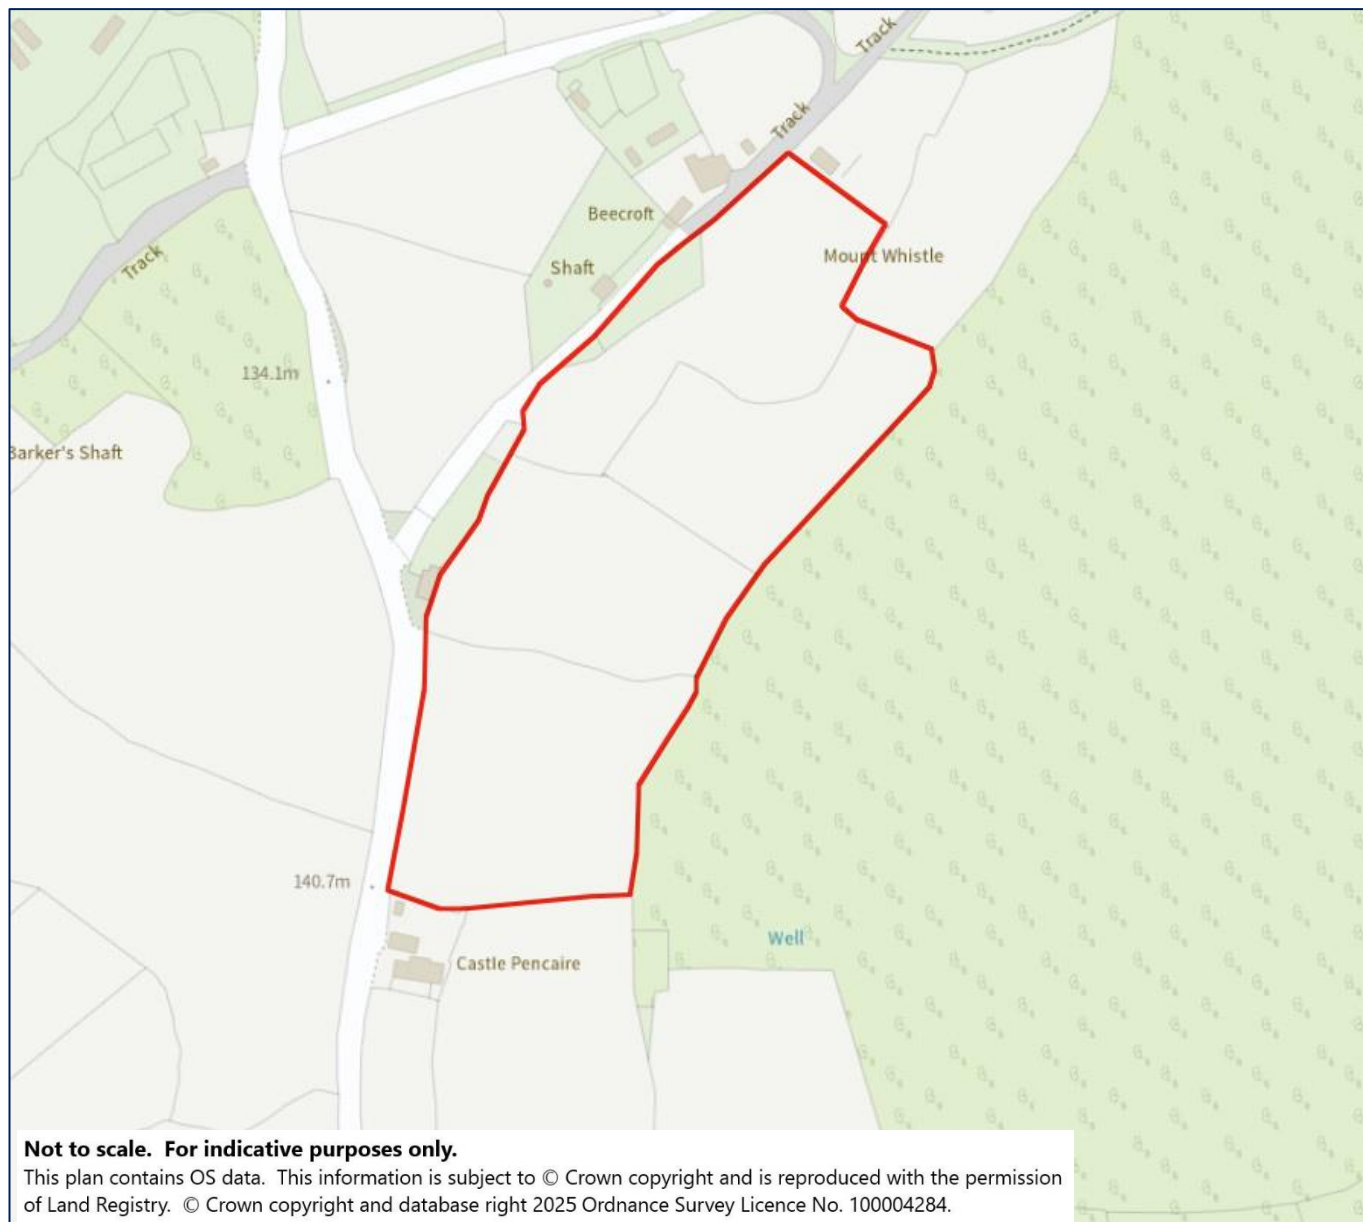 Track
Track
Beecroft
Mount Whistle
Shaft
Track
134.1m
Barker's Shaft
140.7m
Well
Castle Pencaire
Not to scale. For indicative purposes only.
This plan contains OS data. This information is subject to © Crown copyright and is reproduced with the permission
of Land Registry. © Crown copyright and database right 2025 Ordnance Survey Licence No. 100004284.